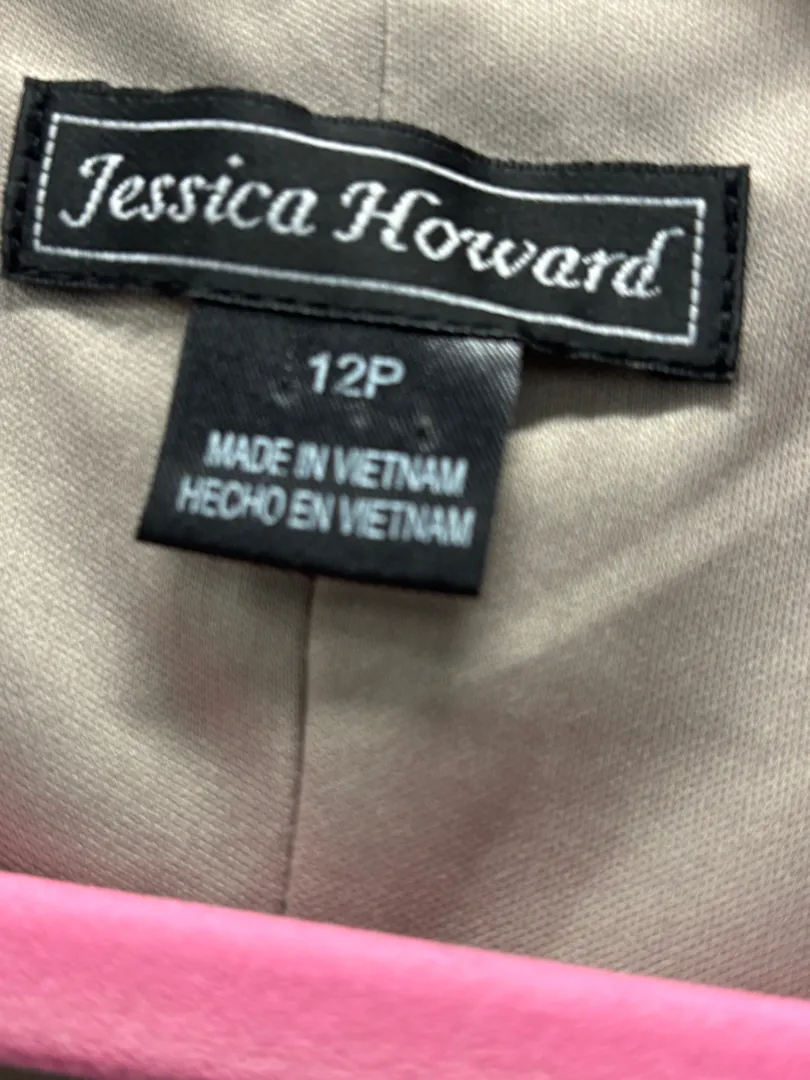 Jessica Howard
12P
MADE IN VIETNAM
HECHO EN VIETNAM